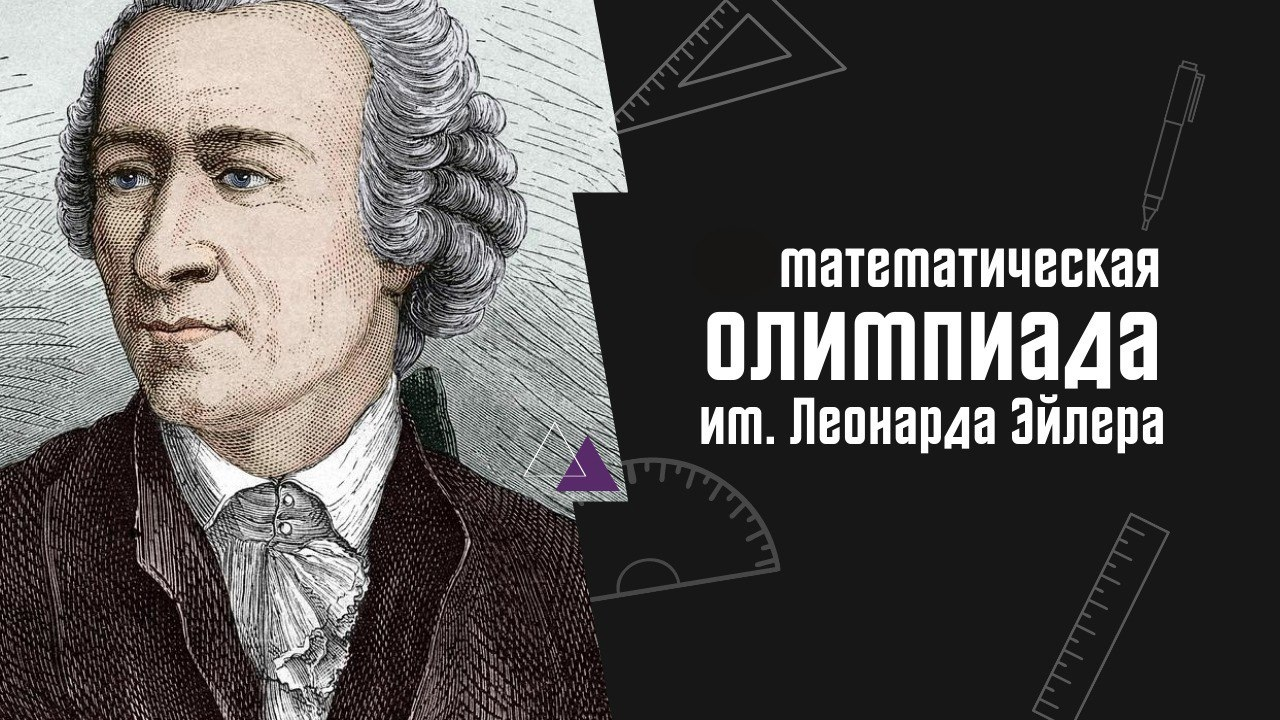 математическая
олимпиада
им. Леонарда Эйлера